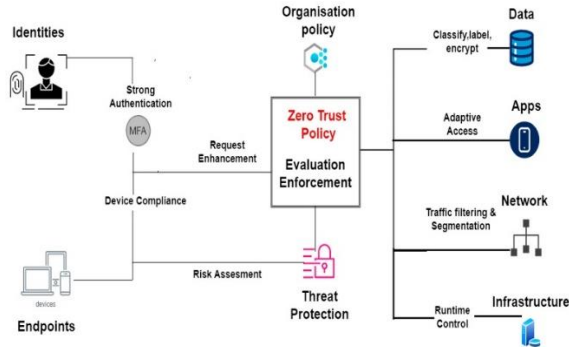 Identities
Strong
Authentication
MFA
Device Compliance
devices
Endpoints
Organisation
policy
Request
Enhancement
Zero Trust
Policy
Evaluation
Enforcement
Risk Assesment
Threat
Protection
Data
Classify,label,
encrypt
Apps
Adaptive
Access
Network
Traffic filtering &
Segmentation
Infrastructure
Runtime
Control